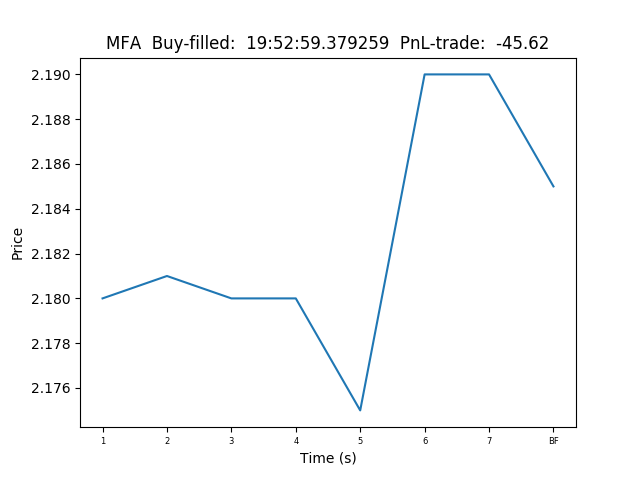 MFA  Buy-filled:  19:52:59.379259  PnL-trade:  -45.62
2.190
2.188
2.186
2.184
2.182
2.180
2.178
2.176
Price
1 2 3 4 5 6 7 BF
Time (s)